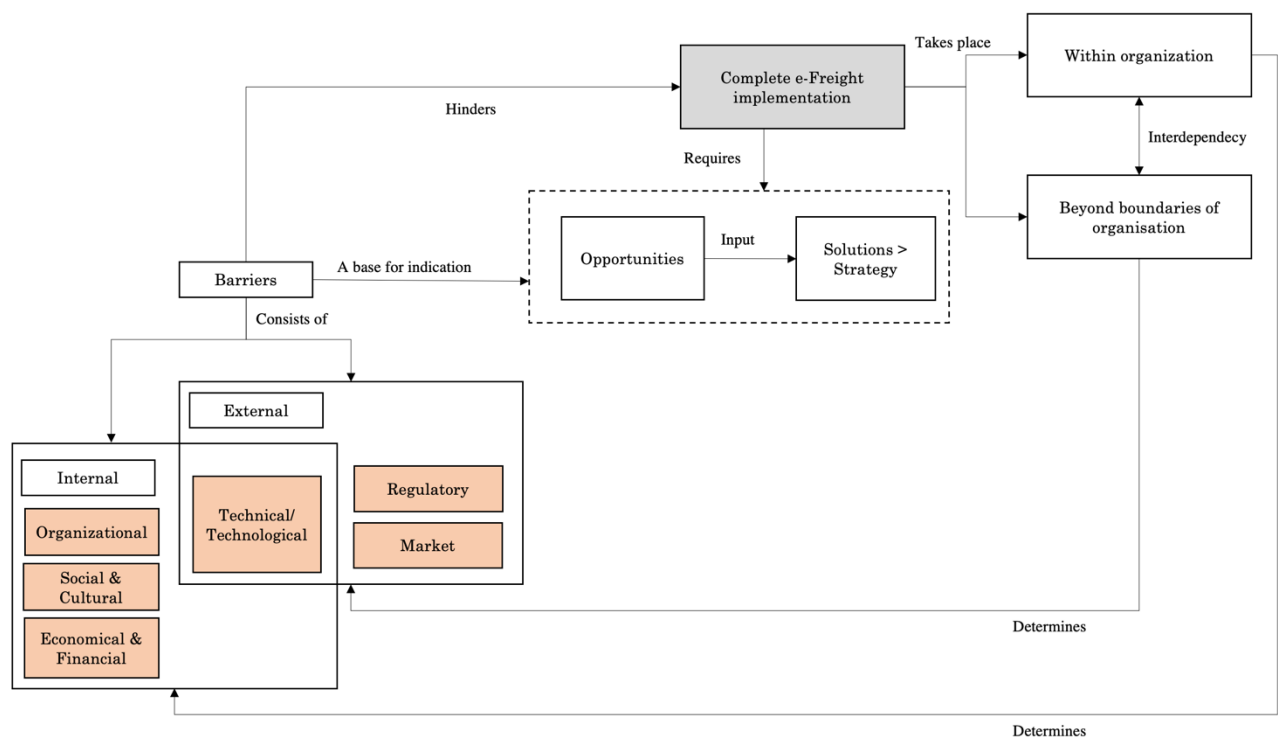 Takes place
Within organization
Complete e-Freight
implementation
Hinders
Interdependecy
Requires
Beyond boundaries of
organisation
Opportunities
Input
Solutions >
Strategy
Barriers
A base for indication
Consists of
External
Internal
Technical/
Technological
Regulatory
Market
Organizational
Social &
Cultural
Economical &
Financial
Determines
Determines